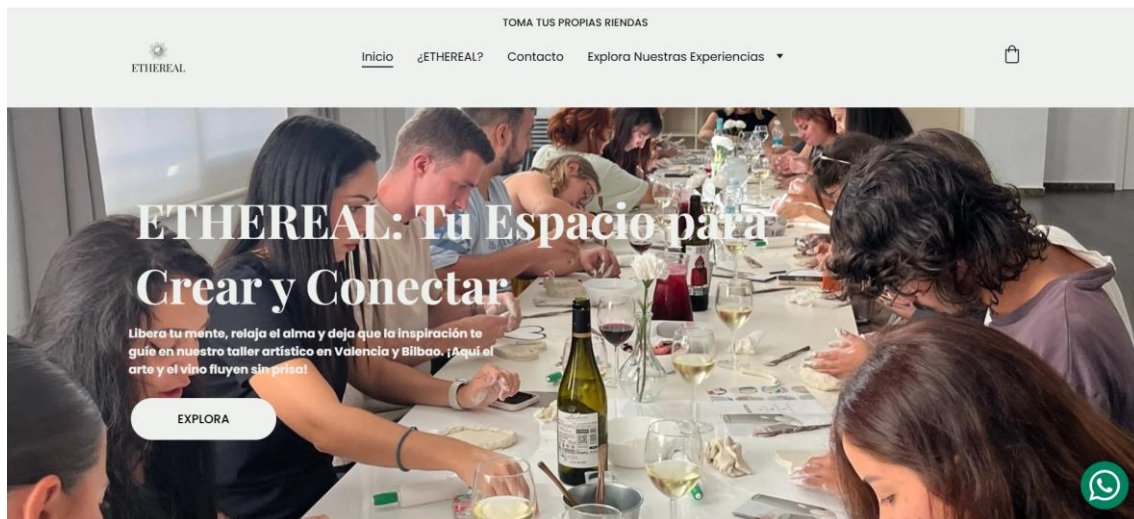 TOMA TUS PROPIAS RIENDAS
ETHEREAL
Inicio
¿ETHEREAL?
Contacto
Explora Nuestras Experiencias
ETHEREAL: Tu Espacio para
Crear y Conectar
Libera tu mente, relaja el alma y deja que la inspiración te
guíe en nuestro taller artístico en Valencia y Bilbao. ¡Aquí el
arte y el vino fluyen sin prisa!
EXPLORA